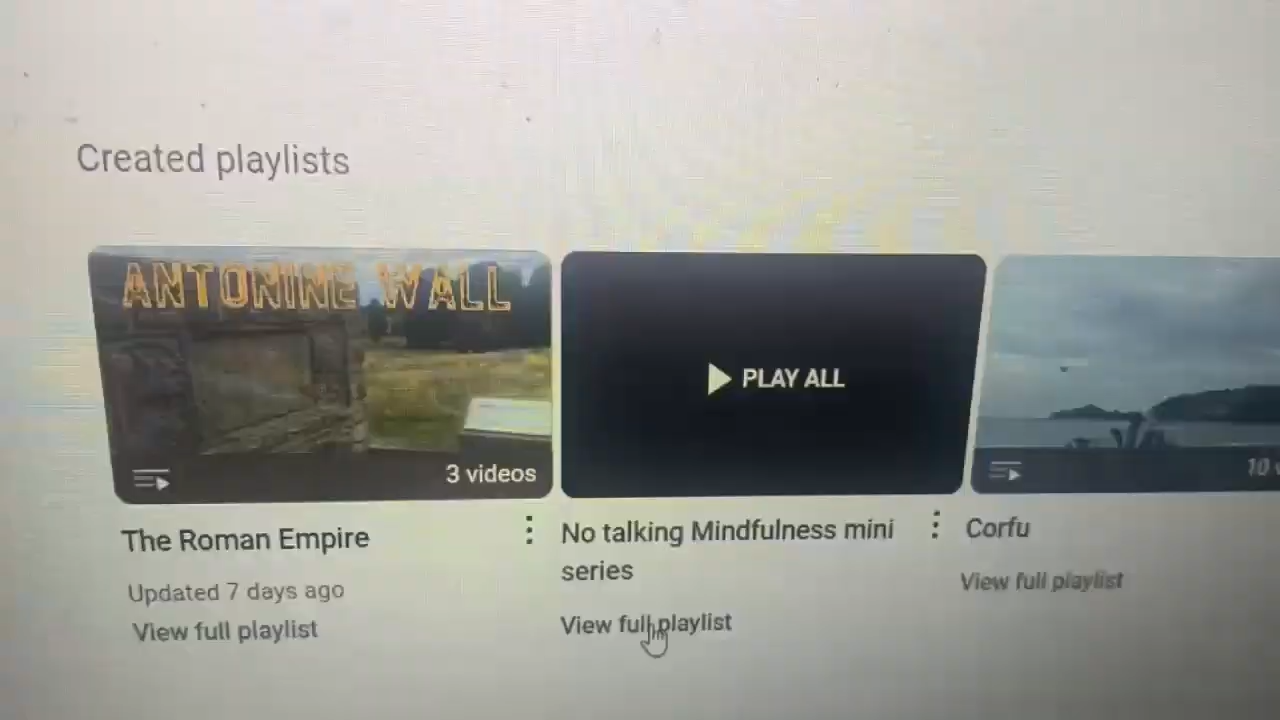 Created playlists
ANTONINE WALL
3 videos
PLAY ALL
10
The Roman Empire
No talking Mindfulness mini
series
Corfu
Updated 7 days ago
View full playlist
View full playlist
View full playlist